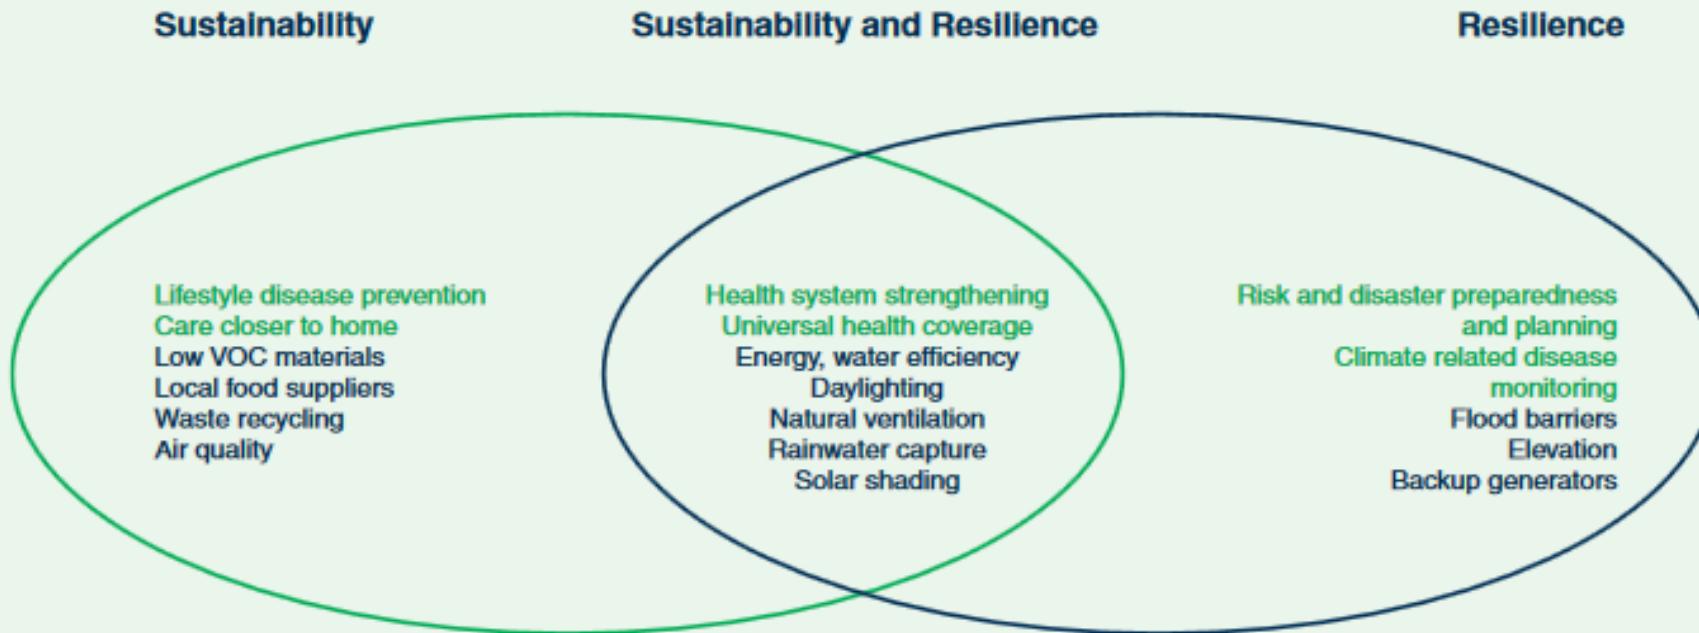 Sustainability
Sustainability and Resilience
Resilience
Lifestyle disease prevention
Care closer to home
Low VOC materials
Local food suppliers
Waste recycling
Air quality
Health system strengthening
Universal health coverage
Energy, water efficiency
Daylighting
Natural ventilation
Rainwater capture
Solar shading
Risk and disaster preparedness
and planning
Climate related disease
monitoring
Flood barriers
Elevation
Backup generators